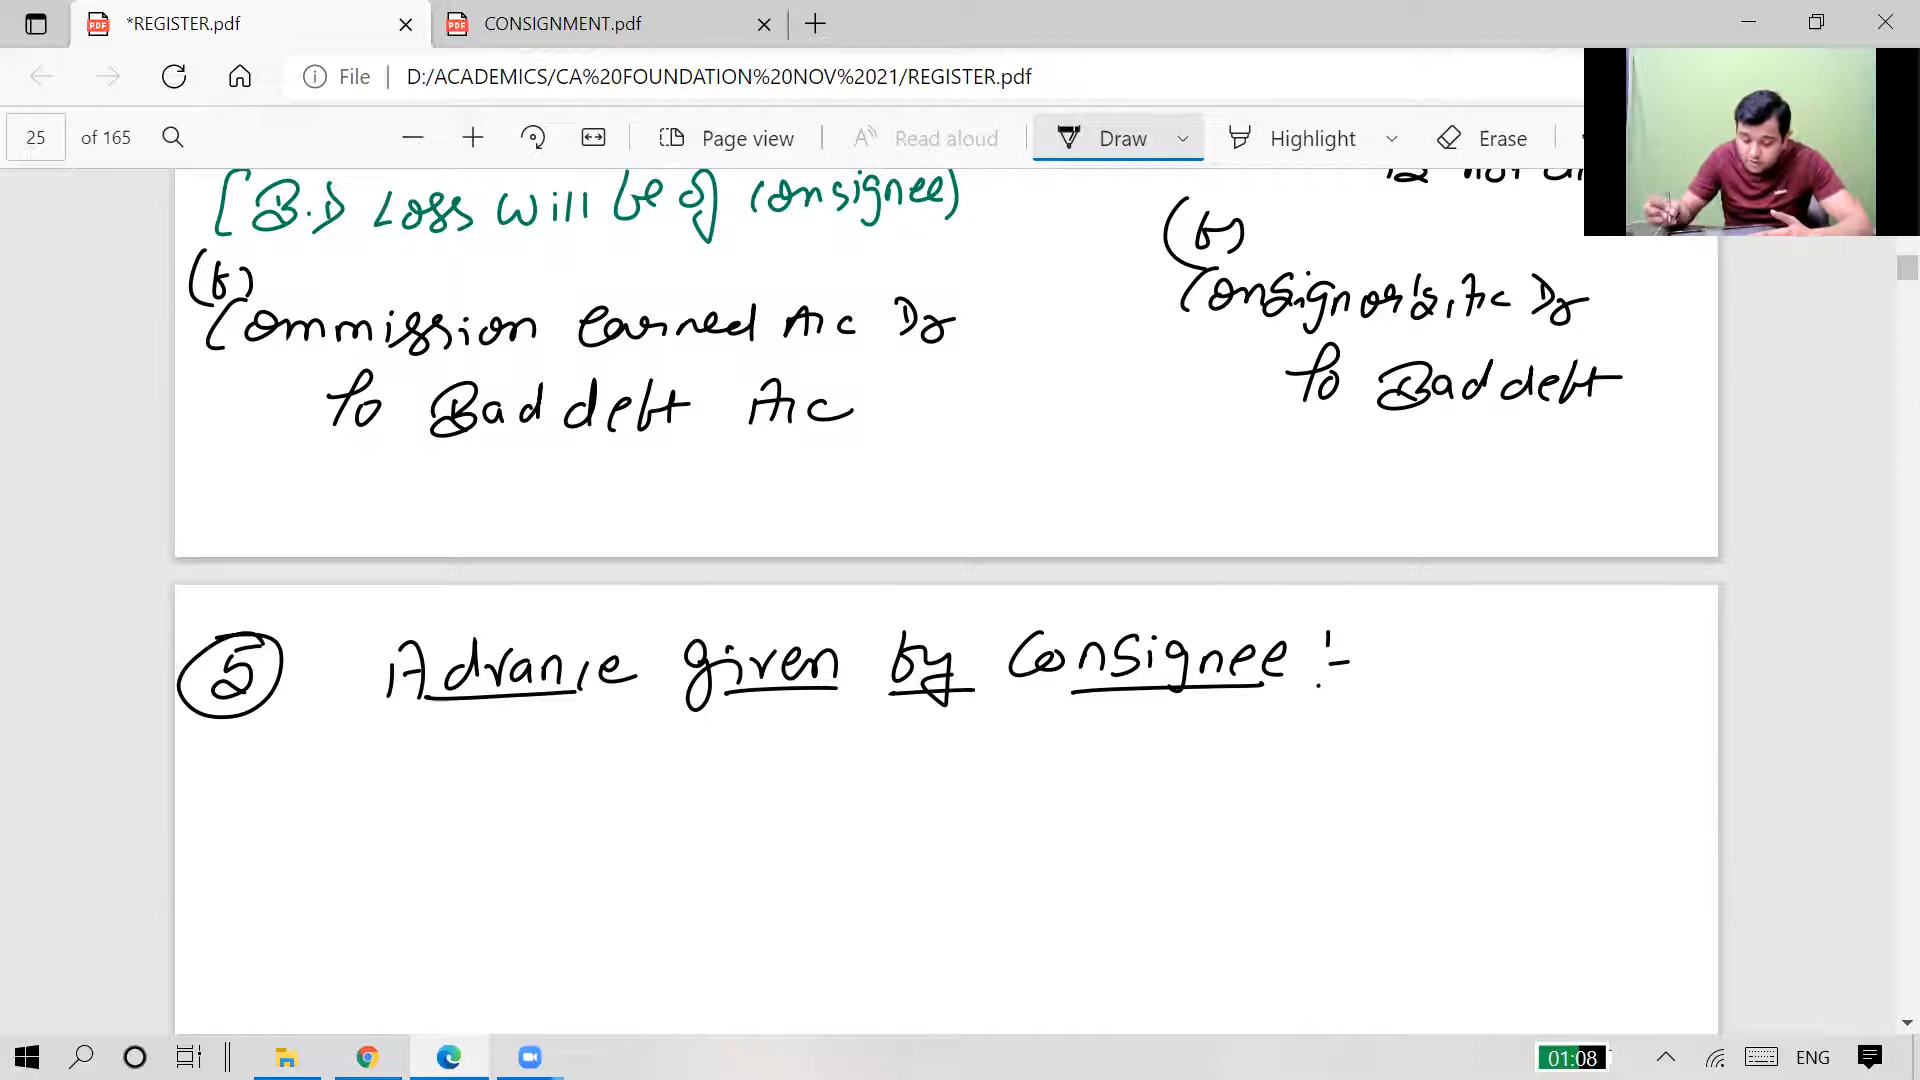 *REGISTER.pdf
CONSIGNMENT.pdf
File
D:/ACADEMICS/CA%20FOUNDATION%20NOV%2021/REGISTER.pdf
25 of 165
Page view
Read aloud
Draw
Highlight
Erase
[B.D Loss will be of consignee)
(b)
Commission earned A/c Dr
To Bad debt A/c
is not
(b)
Consignor's A/c Dr
To Bad debt
5 Advance given by Consignee :-
01:08
ENG